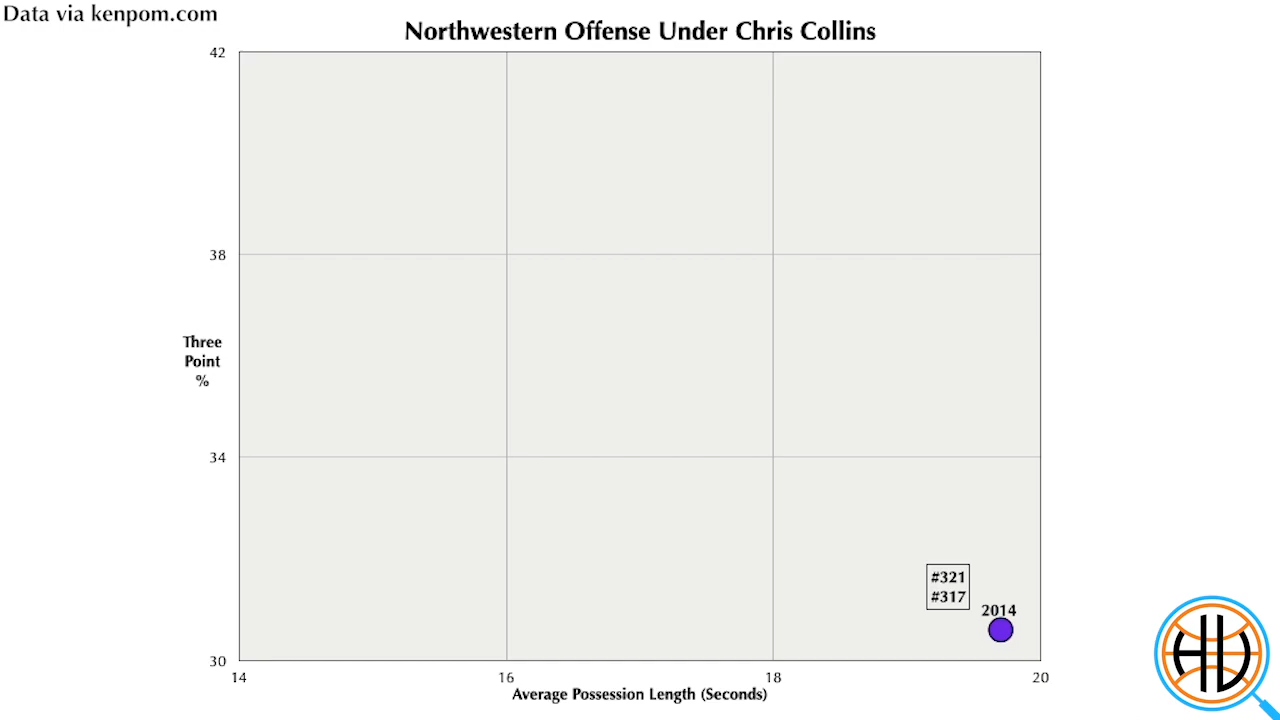 Data via kenpom.com
Northwestern Offense Under Chris Collins
42
38
Three
Point
%
34
#321
#317
2014
30
14
16
18
20
Average Possession Length (Seconds)